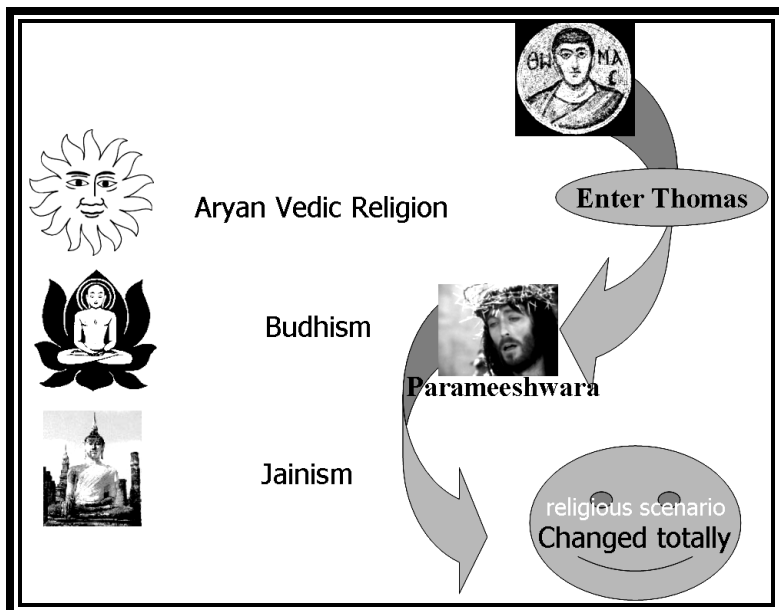 ΘΩ ΜΑ
C
Aryan Vedic Religion
Enter Thomas
Budhism
Parameeshwara
Jainism
religious scenario
Changed totally